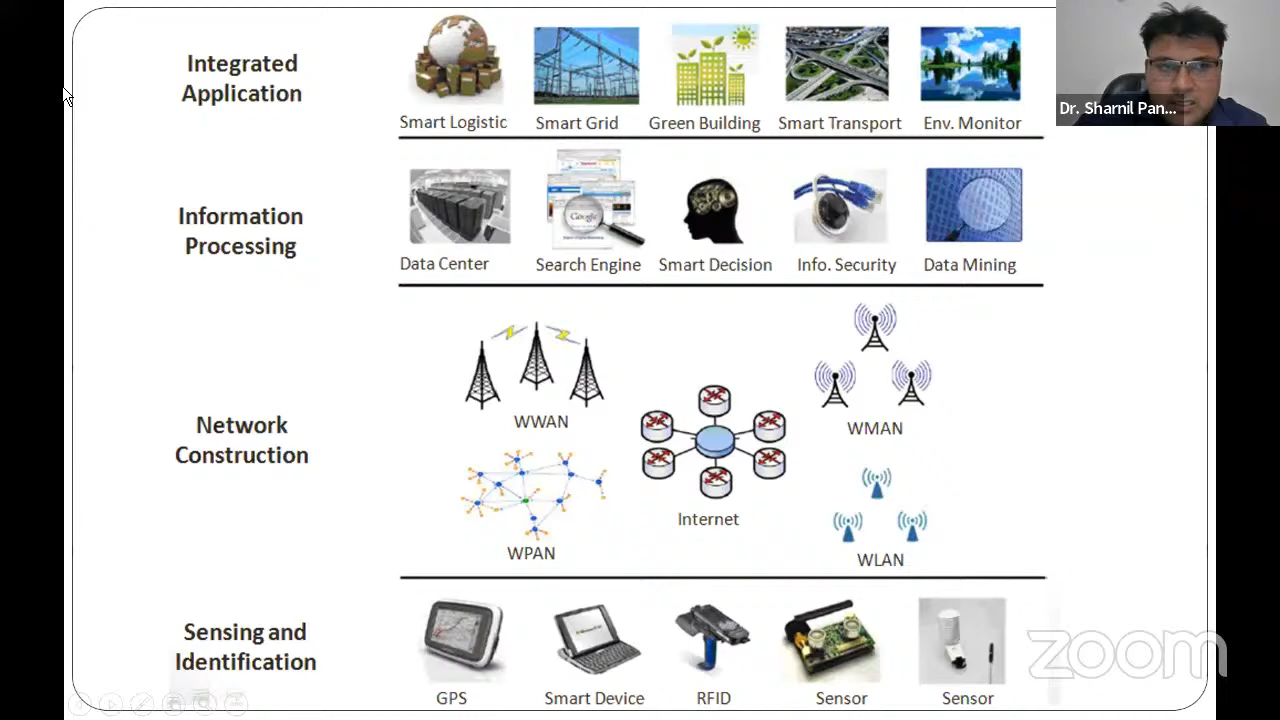 Integrated
Application
Smart Logistic
Smart Grid
Green Building
Smart Transport
Env. Monitor
Dr. Sharnil Pan...
Information
Processing
Google
Data Center
Search Engine
Smart Decision
Info. Security
Data Mining
Network
Construction
WWAN
WMAN
Internet
WPAN
WLAN
Sensing and
Identification
GPS
Smart Device
RFID
Sensor
Sensor
zoom